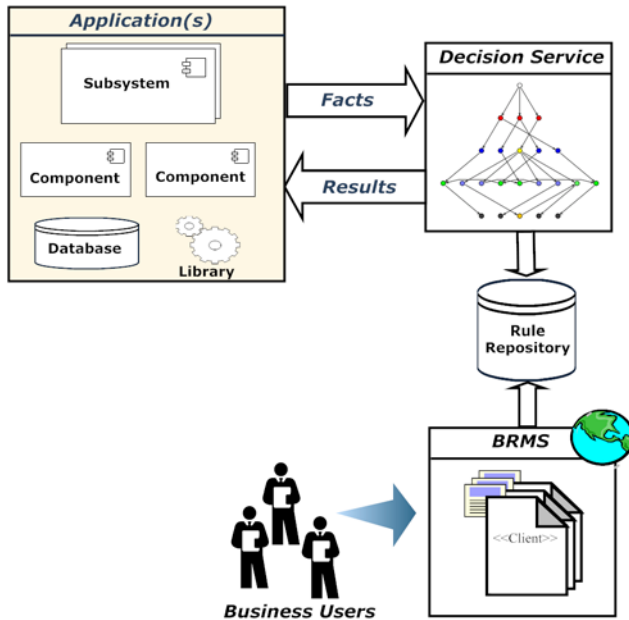 Application(s)
Subsystem
Component
Component
Database
Library
Facts
Results
Decision Service
Rule
Repository
BRMS
<<Client>>
Business Users